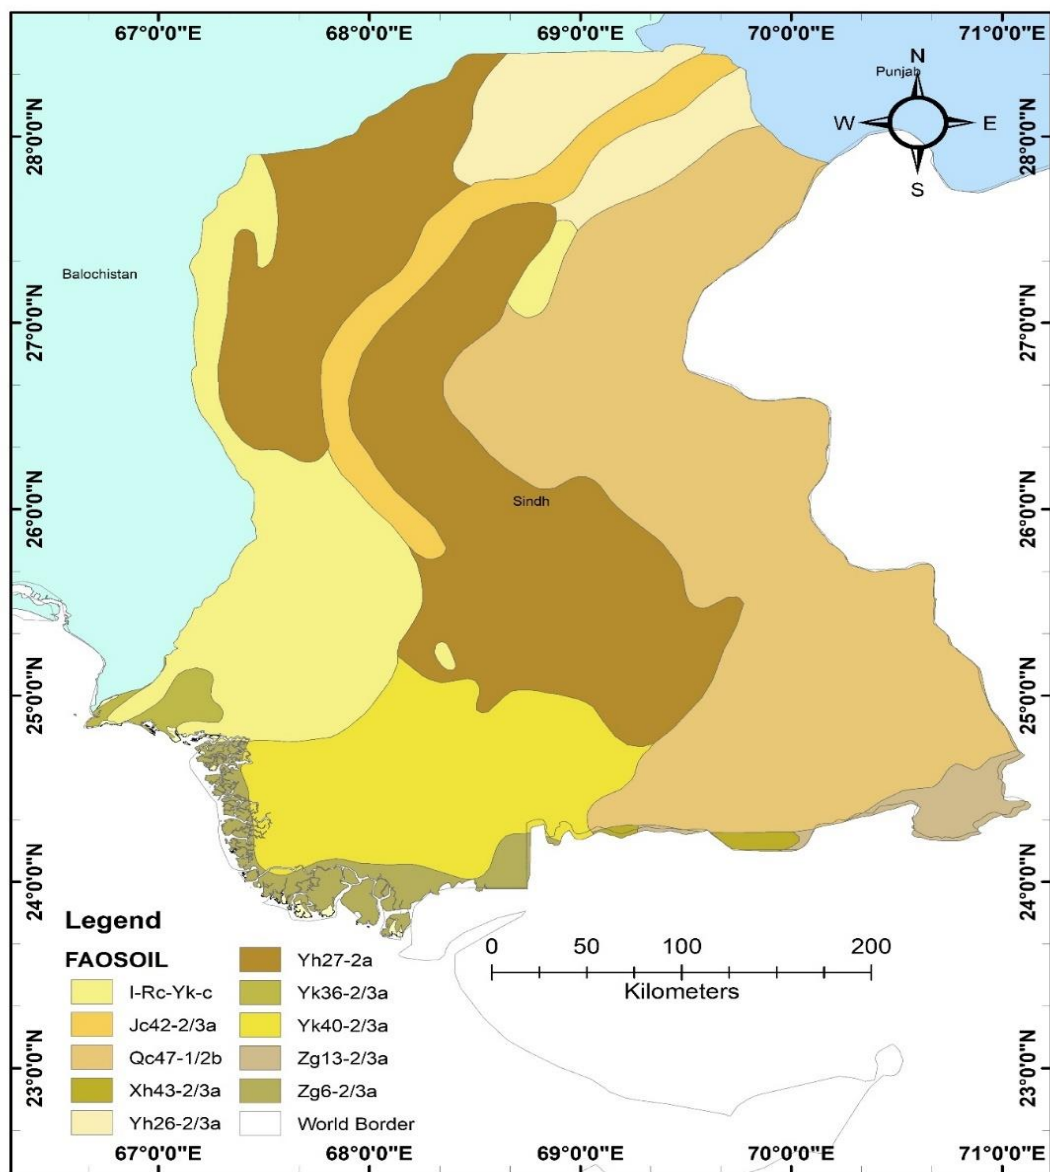 67°0'0"E 68°0'0"E 69°0'0"E 70°0'0"E 71°0'0"E
Punjab
N
W E
S
28°0'0"N 28°0'0"N
Balochistan
27°0'0"N 27°0'0"N
Sindh
26°0'0"N 26°0'0"N
25°0'0"N 25°0'0"N
24°0'0"N 24°0'0"N
Legend
FAOSOIL
I-Rc-Yk-c
Jc42-2/3a
Qc47-1/2b
Xh43-2/3a
Yh26-2/3a
Yh27-2a
Yk36-2/3a
Yk40-2/3a
Zg13-2/3a
Zg6-2/3a
World Border
0 50 100 200
Kilometers
23°0'0"N 23°0'0"N
67°0'0"E 68°0'0"E 69°0'0"E 70°0'0"E 71°0'0"E